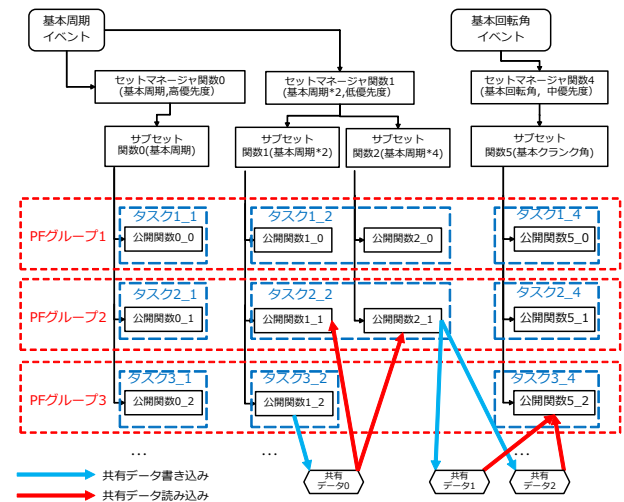 基本周期
イベント
基本回転角
イベント
セットマネージャ関数0
(基本周期,高優先度)
セットマネージャ関数1
(基本周期*2,低優先度)
セットマネージャ関数4
(基本回転角，中優先度)
サブセット
関数0(基本周期)
サブセット
関数1(基本周期*2)
サブセット
関数2(基本周期*4)
サブセット
関数5(基本クランク角)
PFグループ1
タスク1_1
公開関数0_0
タスク1_2
公開関数1_0
公開関数2_0
タスク1_4
公開関数5_0
PFグループ2
タスク2_1
公開関数0_1
タスク2_2
公開関数1_1
公開関数2_1
タスク2_4
公開関数5_1
PFグループ3
タスク3_1
公開関数0_2
タスク3_2
公開関数1_2
タスク3_4
公開関数5_2
…
…
…
共有データ書き込み
共有データ読み込み
共有
データ0
共有
データ1
共有
データ2